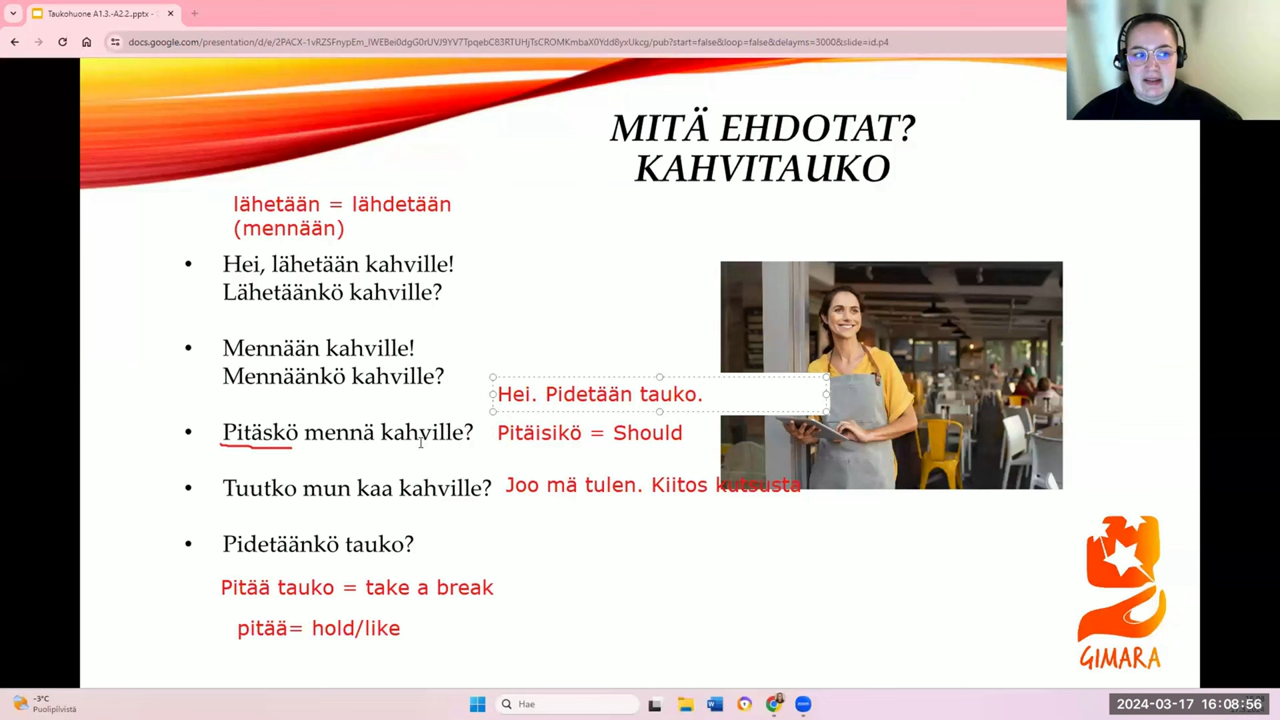 Taukohuone A1.3.-A2.2.pptx -
docs.google.com/presentation/d/e/2PACX-1vRZSFnypEm_lWEBei0dgG0rUVJ9YV7TpqebC83RTUHjTsCROMKmbaX0Ydd8yxUkcg/pub?start=false&loop=false&delayms=3000&slide=id.p4
MITÄ EHDOTAT?
KAHVITAUKO
lähetään = lähdetään
(mennään)
• Hei, lähetään kahville!
Lähetäänkö kahville?
• Mennään kahville!
Mennäänkö kahville?
Hei. Pidetään tauko.
• Pitäskö mennä kahville?
Pitäisikö = Should
• Tuutko mun kaa kahville?
Joo mä tulen. Kiitos kutsusta
• Pidetäänkö tauko?
Pitää tauko = take a break
pitää= hold/like
GIMARA
-3°C
Puolipilvistä
Hae
zoom
2024-03-17 16:08:56